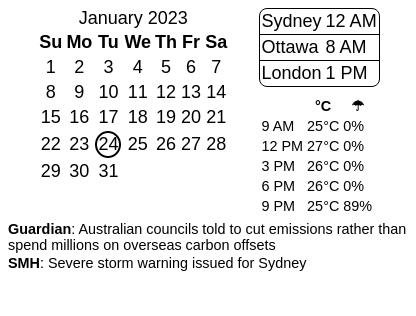 January 2023
Su Mo Tu We Th Fr Sa
1 2 3 4 5 6 7
8 9 10 11 12 13 14
15 16 17 18 19 20 21
22 23 24 25 26 27 28
29 30 31
Sydney 12 AM
Ottawa 8 AM
London 1 PM
°C ☂
9 AM 25°C 0%
12 PM 27°C 0%
3 PM 26°C 0%
6 PM 26°C 0%
9 PM 25°C 89%
Guardian: Australian councils told to cut emissions rather than
spend millions on overseas carbon offsets
SMH: Severe storm warning issued for Sydney